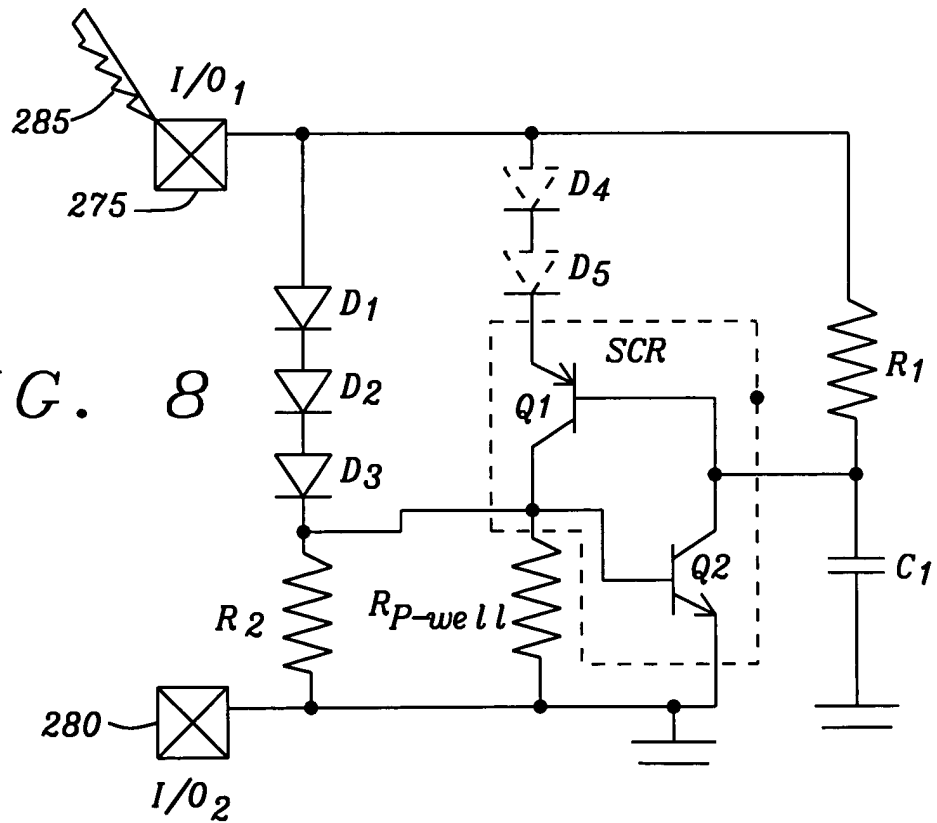 I/O1
285
275
D4
D5
D1
SCR
R1
Q1
G. 8
D2
D3
Q2
C1
R2
RP-well
280
I/O2